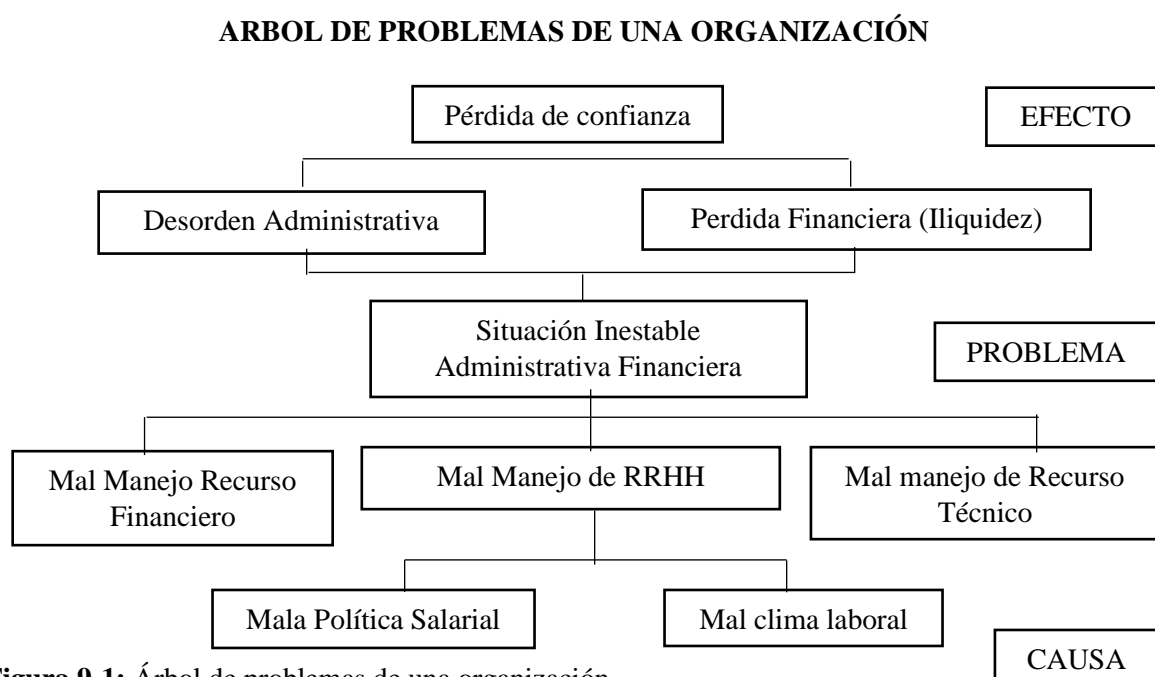 ARBOL DE PROBLEMAS DE UNA ORGANIZACIÓN
Pérdida de confianza
EFECTO
Desorden Administrativa
Perdida Financiera (Iliquidez)
Situación Inestable
Administrativa Financiera
PROBLEMA
Mal Manejo Recurso
Financiero
Mal Manejo de RRHH
Mal manejo de Recurso
Técnico
Mala Política Salarial
Mal clima laboral
CAUSA
Figura 9-1: Árbol de problemas de una organización